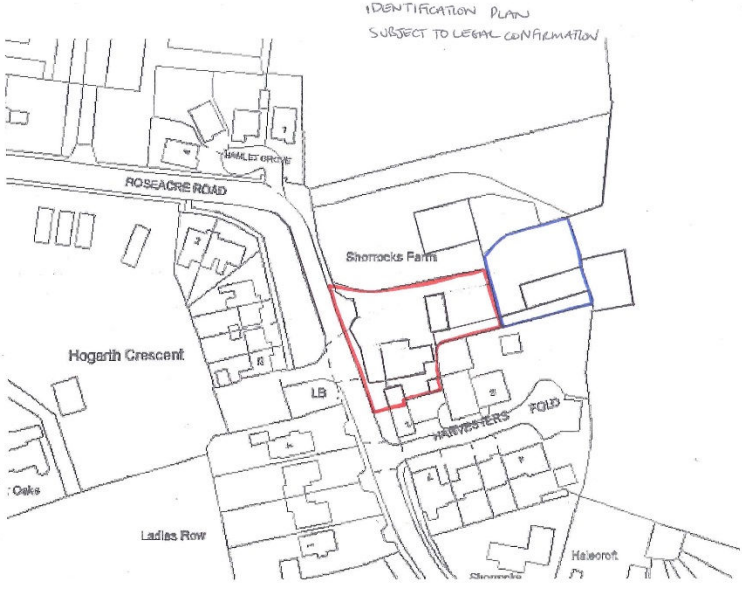 IDENTIFICATION PLAN
SUBJECT TO LEGAL CONFIRMATION
HAMLET GROVE
ROSEACRE ROAD
Shorrocks Farm
Hogarth Crescent
LB
HARVESTERS FOLD
Oaks
Ladies Row
Halecroft